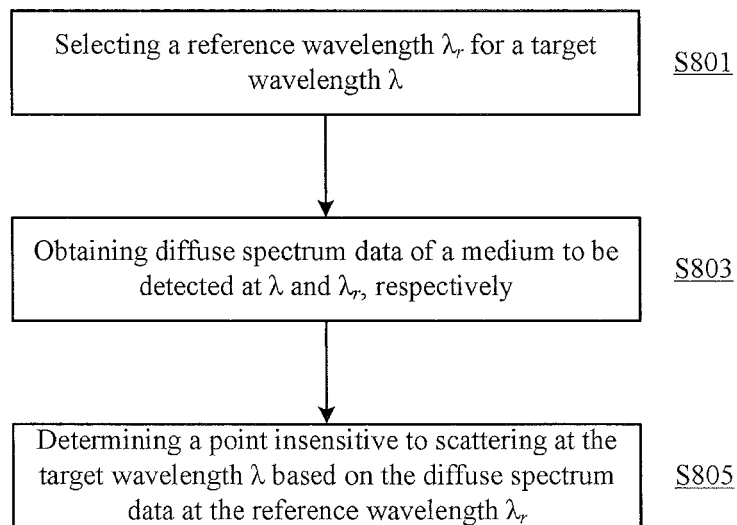 Selecting a reference wavelength λr for a target
wavelength λ
S801
Obtaining diffuse spectrum data of a medium to be
detected at λ and λr, respectively
S803
Determining a point insensitive to scattering at the
target wavelength λ based on the diffuse spectrum
data at the reference wavelength λr
S805